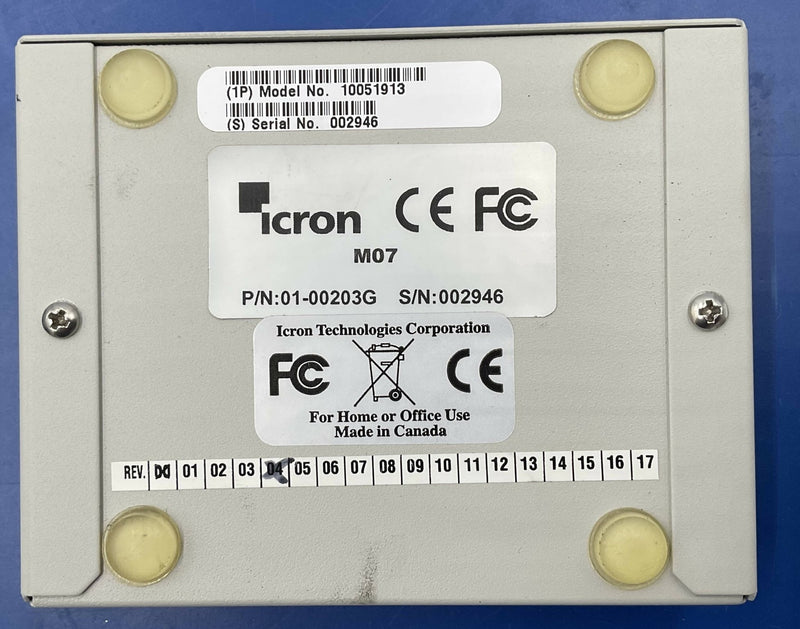 (1P) Model No. 10051913
(S) Serial No. 002946
icron CE FC
M07
P/N:01-00203G S/N:002946
Icron Technologies Corporation
FC CE
For Home or Office Use
Made in Canada
REV. 01 02 03 04 05 06 07 08 09 10 11 12 13 14 15 16 17